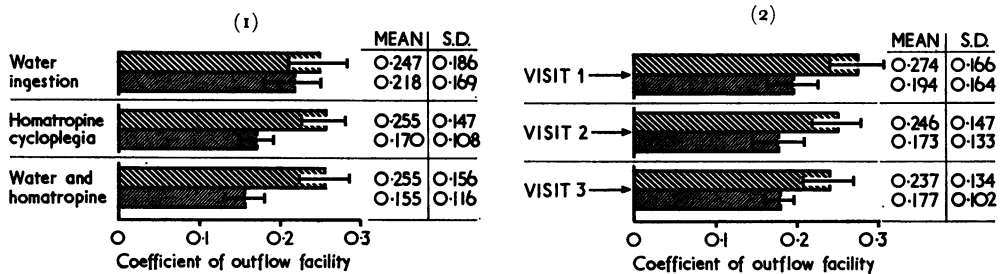 (1)
MEAN S.D.
Water ingestion
0·247 0·186
0·218 0·169
Homatropine cycloplegia
0·255 0·147
0·170 0·108
Water and homatropine
0·255 0·156
0·155 0·116
0 0·1 0·2 0·3
Coefficient of outflow facility
(2)
MEAN S.D.
VISIT 1
0·274 0·166
0·194 0·164
VISIT 2
0·246 0·147
0·173 0·133
VISIT 3
0·237 0·134
0·177 0·102
0 0·1 0·2 0·3
Coefficient of outflow facility